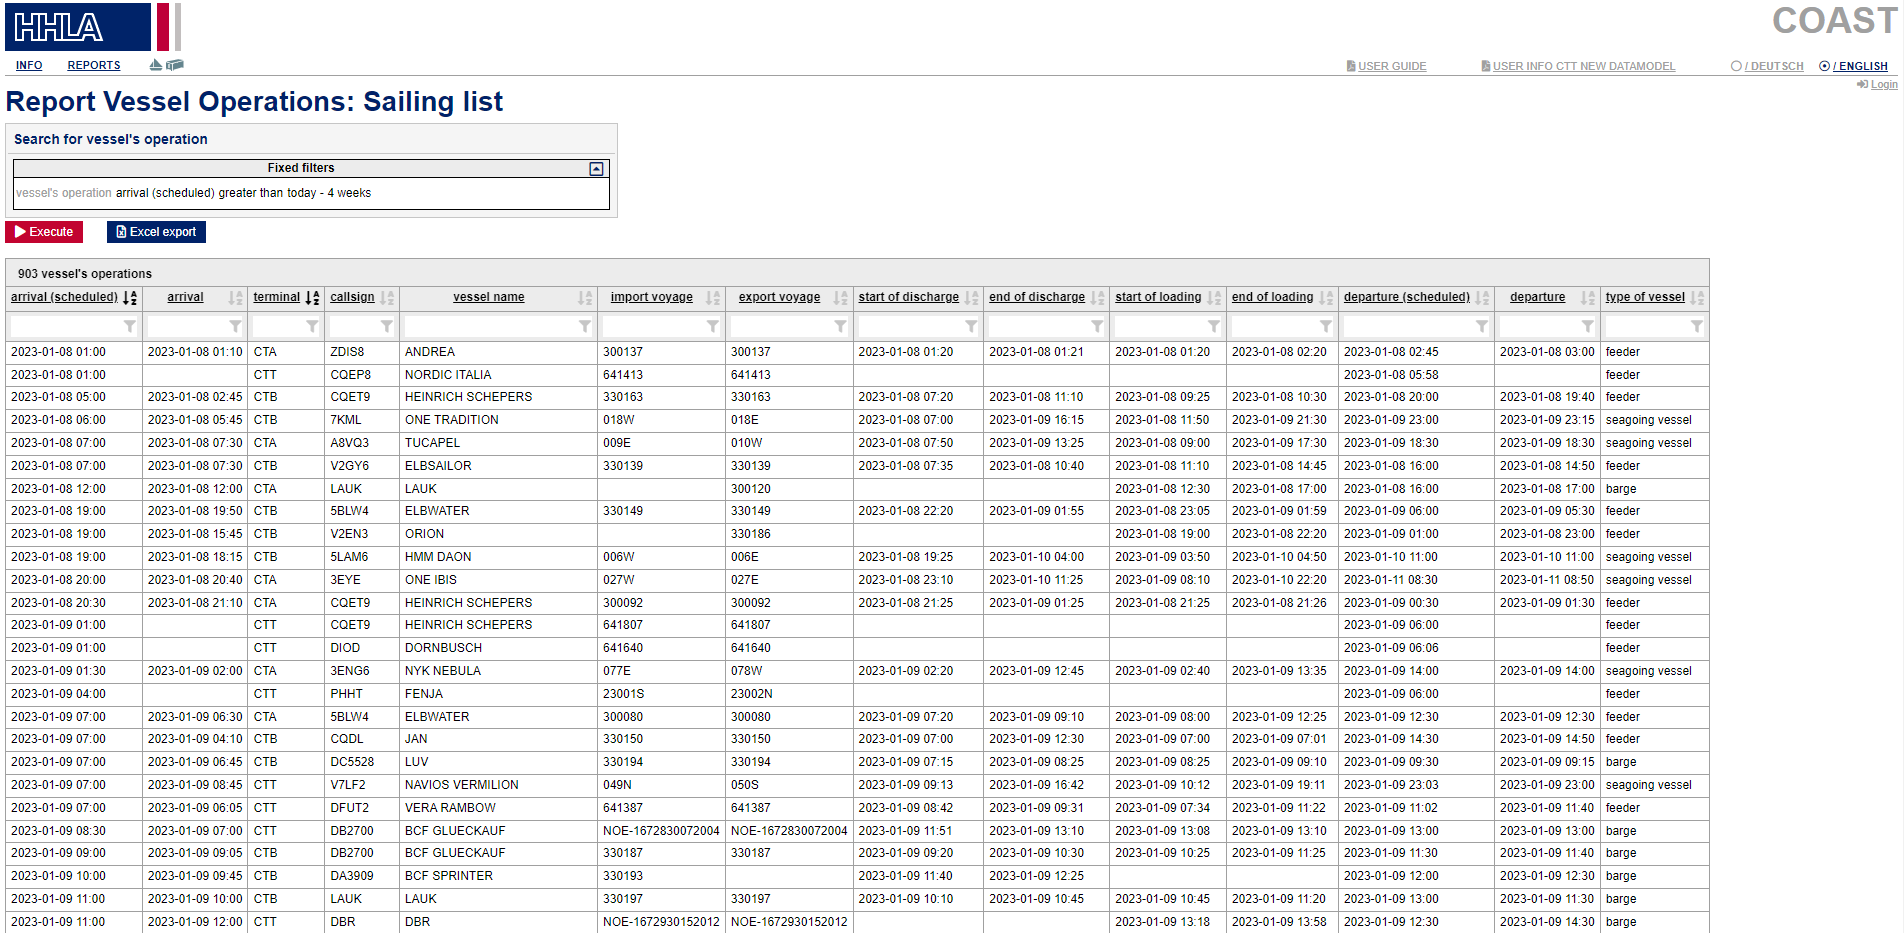 HHLA
COAST
INFO REPORTS USER GUIDE USER INFO CTT NEW DATAMODEL / DEUTSCH / ENGLISH
Login
Report Vessel Operations: Sailing list
Search for vessel's operation
Fixed filters
vessel's operation arrival (scheduled) greater than today - 4 weeks
Execute Excel export
903 vessel's operations
arrival (scheduled) arrival terminal callsign vessel name import voyage export voyage start of discharge end of discharge start of loading end of loading departure (scheduled) departure type of vessel
2023-01-08 01:00 2023-01-08 01:10 CTA ZDIS8 ANDREA 300137 300137 2023-01-08 01:20 2023-01-08 01:21 2023-01-08 01:20 2023-01-08 02:20 2023-01-08 02:45 2023-01-08 03:00 feeder
2023-01-08 01:00 CTT CQEP8 NORDIC ITALIA 641413 641413 2023-01-08 05:58 feeder
2023-01-08 05:00 2023-01-08 02:45 CTB CQET9 HEINRICH SCHEPERS 330163 330163 2023-01-08 07:20 2023-01-08 11:10 2023-01-08 09:25 2023-01-08 10:30 2023-01-08 20:00 2023-01-08 19:40 feeder
2023-01-08 06:00 2023-01-08 05:45 CTB 7KML ONE TRADITION 018W 018E 2023-01-08 07:00 2023-01-09 16:15 2023-01-08 11:50 2023-01-09 21:30 2023-01-09 23:00 2023-01-09 23:15 seagoing vessel
2023-01-08 07:00 2023-01-08 07:30 CTA A8VQ3 TUCAPEL 009E 010W 2023-01-08 07:50 2023-01-09 13:25 2023-01-08 09:00 2023-01-09 17:30 2023-01-09 18:30 2023-01-09 18:30 seagoing vessel
2023-01-08 07:00 2023-01-08 07:30 CTB V2GY6 ELBSAILOR 330139 330139 2023-01-08 07:35 2023-01-08 10:40 2023-01-08 11:10 2023-01-08 14:45 2023-01-08 16:00 2023-01-08 14:50 feeder
2023-01-08 12:00 2023-01-08 12:00 CTA LAUK LAUK 300120 2023-01-08 12:30 2023-01-08 17:00 2023-01-08 16:00 2023-01-08 17:00 barge
2023-01-08 19:00 2023-01-08 19:50 CTB 5BLW4 ELBWATER 330149 330149 2023-01-08 22:20 2023-01-09 01:55 2023-01-08 23:05 2023-01-09 01:59 2023-01-09 06:00 2023-01-09 05:30 feeder
2023-01-08 19:00 2023-01-08 15:45 CTB V2EN3 ORION 330186 2023-01-08 19:00 2023-01-08 22:20 2023-01-09 01:00 2023-01-08 23:00 feeder
2023-01-08 19:00 2023-01-08 18:15 CTB 5LAM6 HMM DAON 006W 006E 2023-01-08 19:25 2023-01-10 04:00 2023-01-09 03:50 2023-01-10 04:50 2023-01-10 11:00 2023-01-10 11:00 seagoing vessel
2023-01-08 20:00 2023-01-08 20:40 CTA 3EYE ONE IBIS 027W 027E 2023-01-08 23:10 2023-01-10 11:25 2023-01-09 08:10 2023-01-10 22:20 2023-01-11 08:30 2023-01-11 08:50 seagoing vessel
2023-01-08 20:30 2023-01-08 21:10 CTA CQET9 HEINRICH SCHEPERS 300092 300092 2023-01-08 21:25 2023-01-09 01:25 2023-01-08 21:25 2023-01-08 21:26 2023-01-09 00:30 2023-01-09 01:30 feeder
2023-01-09 01:00 CTT CQET9 HEINRICH SCHEPERS 641807 641807 2023-01-09 06:00 feeder
2023-01-09 01:00 CTT DIOD DORNBUSCH 641640 641640 2023-01-09 06:06 feeder
2023-01-09 01:30 2023-01-09 02:00 CTA 3ENG6 NYK NEBULA 077E 078W 2023-01-09 02:20 2023-01-09 12:45 2023-01-09 02:40 2023-01-09 13:35 2023-01-09 14:00 2023-01-09 14:00 seagoing vessel
2023-01-09 04:00 CTT PHHT FENJA 23001S 23002N 2023-01-09 06:00 feeder
2023-01-09 07:00 2023-01-09 06:30 CTA 5BLW4 ELBWATER 300080 300080 2023-01-09 07:20 2023-01-09 09:10 2023-01-09 08:00 2023-01-09 12:25 2023-01-09 12:30 2023-01-09 12:30 feeder
2023-01-09 07:00 2023-01-09 04:10 CTB CQDL JAN 330150 330150 2023-01-09 07:00 2023-01-09 12:30 2023-01-09 07:00 2023-01-09 07:01 2023-01-09 14:30 2023-01-09 14:50 feeder
2023-01-09 07:00 2023-01-09 06:45 CTB DC5528 LUV 330194 330194 2023-01-09 07:15 2023-01-09 08:25 2023-01-09 08:25 2023-01-09 09:10 2023-01-09 09:30 2023-01-09 09:15 barge
2023-01-09 07:00 2023-01-09 08:45 CTT V7LF2 NAVIOS VERMILION 049N 050S 2023-01-09 09:13 2023-01-09 16:42 2023-01-09 10:12 2023-01-09 19:11 2023-01-09 23:03 2023-01-09 23:00 seagoing vessel
2023-01-09 07:00 2023-01-09 06:05 CTT DFUT2 VERA RAMBOW 641387 641387 2023-01-09 08:42 2023-01-09 09:31 2023-01-09 07:34 2023-01-09 11:22 2023-01-09 11:02 2023-01-09 11:40 feeder
2023-01-09 08:30 2023-01-09 07:00 CTT DB2700 BCF GLUECKAUF NOE-1672830072004 NOE-1672830072004 2023-01-09 11:51 2023-01-09 13:10 2023-01-09 13:08 2023-01-09 13:10 2023-01-09 13:00 2023-01-09 13:00 barge
2023-01-09 09:00 2023-01-09 09:05 CTB DB2700 BCF GLUECKAUF 330187 330187 2023-01-09 09:20 2023-01-09 10:30 2023-01-09 10:25 2023-01-09 11:25 2023-01-09 11:30 2023-01-09 11:40 barge
2023-01-09 10:00 2023-01-09 09:45 CTB DA3909 BCF SPRINTER 330193 2023-01-09 11:40 2023-01-09 12:25 2023-01-09 12:00 2023-01-09 12:30 barge
2023-01-09 11:00 2023-01-09 10:00 CTB LAUK LAUK 330197 330197 2023-01-09 10:10 2023-01-09 10:45 2023-01-09 10:45 2023-01-09 11:20 2023-01-09 13:00 2023-01-09 11:30 barge
2023-01-09 11:00 2023-01-09 12:00 CTT DBR DBR NOE-1672930152012 NOE-1672930152012 2023-01-09 13:18 2023-01-09 13:58 2023-01-09 12:30 2023-01-09 14:30 barge